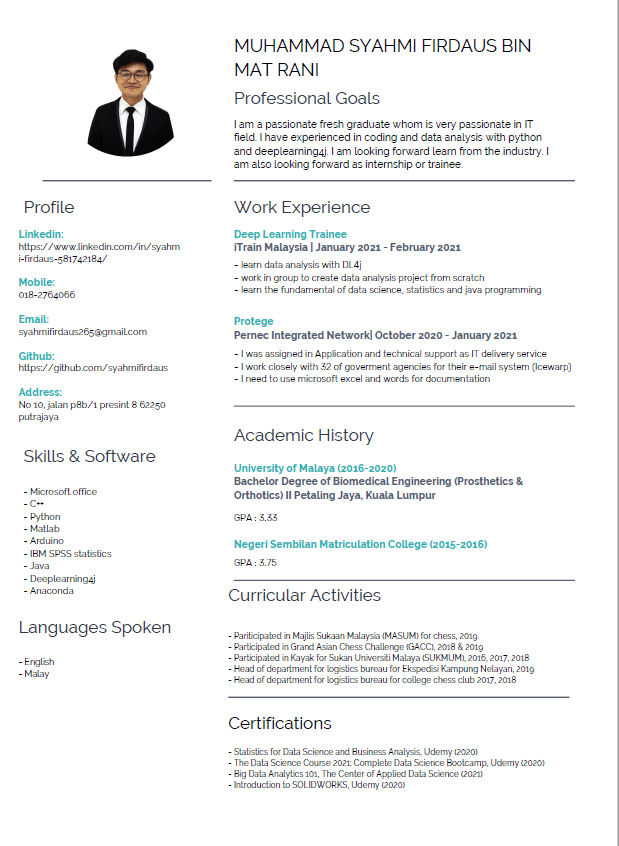 MUHAMMAD SYAHMI FIRDAUS BIN
MAT RANI
Professional Goals
I am a passionate fresh graduate whom is very passionate in IT
field. I have experienced in coding and data analysis with python
and deeplearning4j. I am looking forward learn from the industry. I
am also looking forward as internship or trainee.
Profile
Linkedin:
https://www.linkedin.com/in/syahm
i-firdaus-581742184/
Mobile:
018-2764066
Email:
syahmifirdaus265@gmail.com
Github:
https://github.com/syahmifirdaus
Address:
No 10, jalan p8b/1 presint 8 62250
putrajaya
Skills & Software
- Microsoft office
- C++
- Python
- Matlab
- Arduino
- IBM SPSS statistics
- Java
- Deeplearning4j
- Anaconda
Languages Spoken
- English
- Malay
Work Experience
Deep Learning Trainee
iTrain Malaysia | January 2021 - February 2021
- learn data analysis with DL4j
- work in group to create data analysis project from scratch
- learn the fundamental of data science, statistics and java programming
Protege
Pernec Integrated Network| October 2020 - January 2021
- I was assigned in Application and technical support as IT delivery service
- I work closely with 32 of goverment agencies for their e-mail system (Icewarp)
- I need to use microsoft excel and words for documentation
Academic History
University of Malaya (2016-2020)
Bachelor Degree of Biomedical Engineering (Prosthetics &
Orthotics) II Petaling Jaya, Kuala Lumpur
GPA : 3.33
Negeri Sembilan Matriculation College (2015-2016)
GPA : 3.75
Curricular Activities
- Pariticipated in Majlis Sukaan Malaysia (MASUM) for chess, 2019
- Participated in Grand Asian Chess Challenge (GACC), 2018 & 2019
- Participated in Kayak for Sukan Universiti Malaya (SUKMUM), 2016, 2017, 2018
- Head of department for logistics bureau for Ekspedisi Kampung Nelayan, 2019
- Head of department for logistics bureau for college chess club 2017, 2018
Certifications
- Statistics for Data Science and Business Analysis, Udemy (2020)
- The Data Science Course 2021: Complete Data Science Bootcamp, Udemy (2020)
- Big Data Analytics 101, The Center of Applied Data Science (2021)
- Introduction to SOLIDWORKS, Udemy (2020)